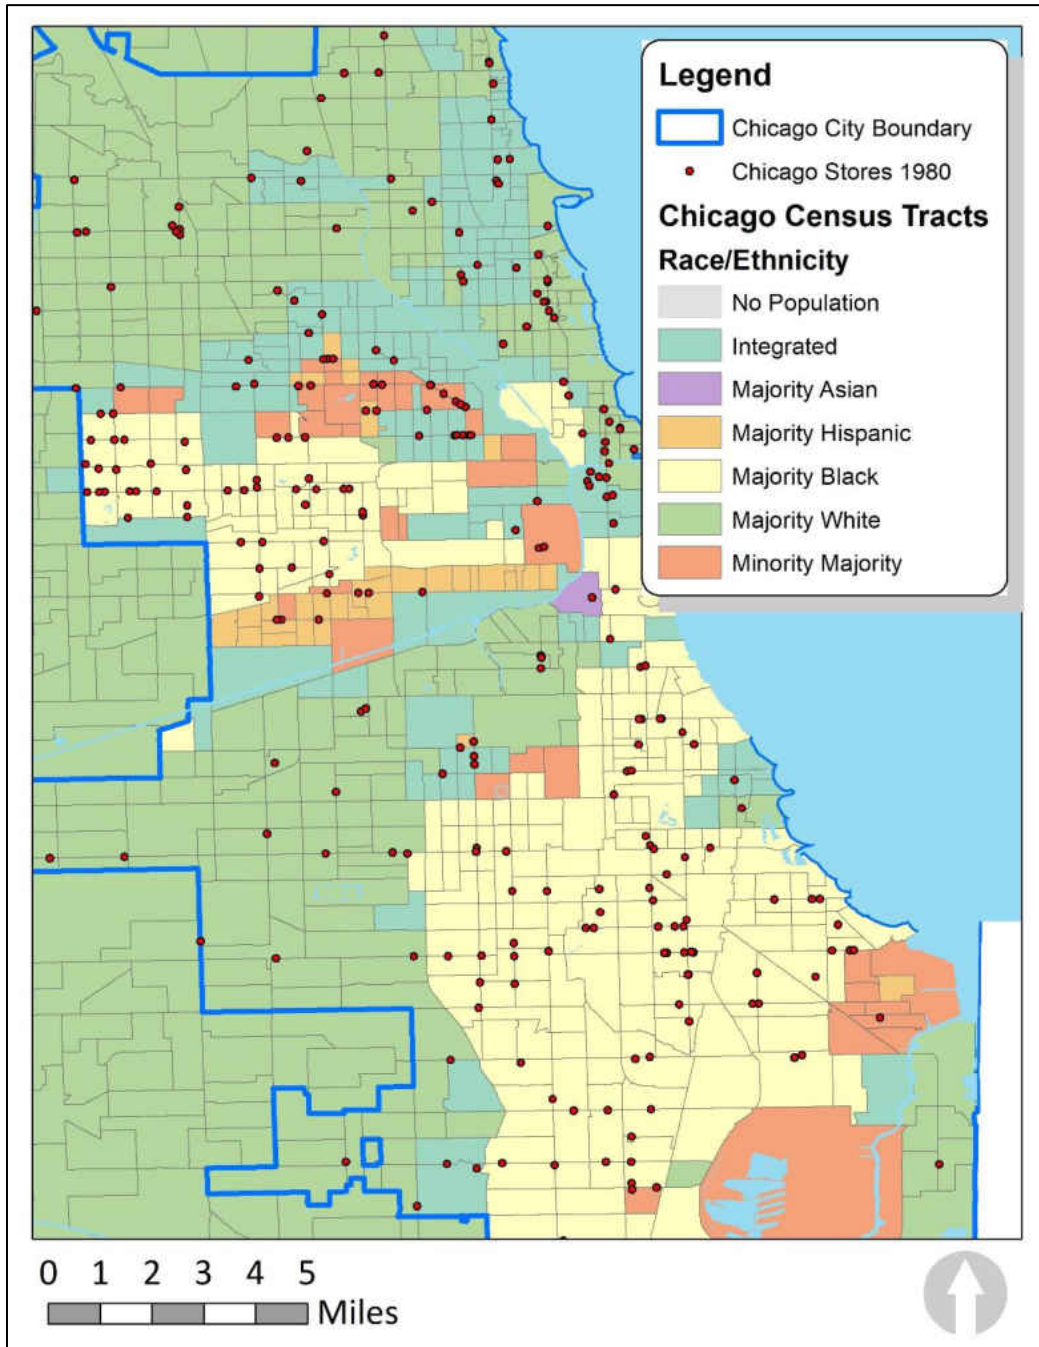 Legend
Chicago City Boundary
Chicago Stores 1980
Chicago Census Tracts
Race/Ethnicity
No Population
Integrated
Majority Asian
Majority Hispanic
Majority Black
Majority White
Minority Majority
0 1 2 3 4 5
Miles